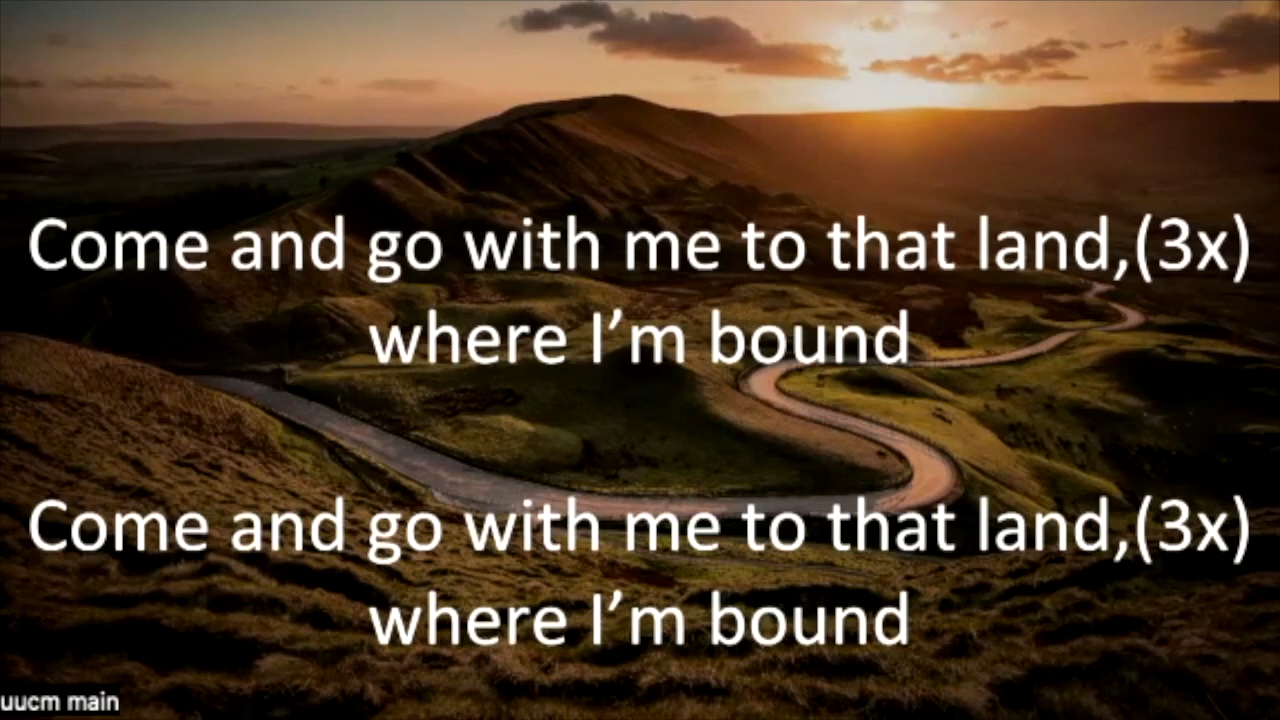 Come and go with me to that land,(3x)
where I’m bound
Come and go with me to that land,(3x)
where I’m bound
uucm main